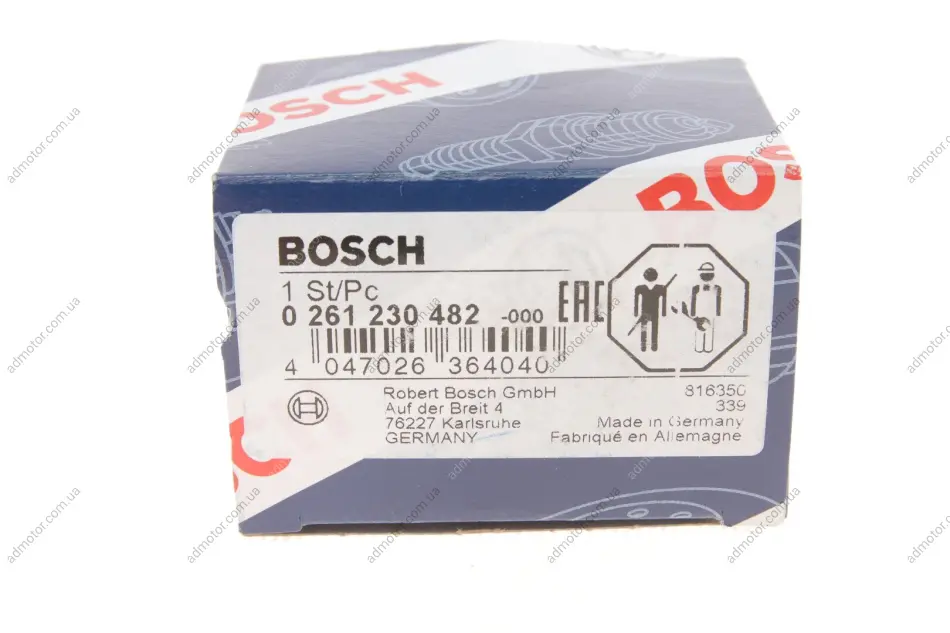 BOSCH
BOSCH
BOSCH
1 St/Pc
0 261 230 482 -000
EAC
4 047026 364040
Robert Bosch GmbH
Auf der Breit 4
76227 Karlsruhe
GERMANY
816350
339
Made in Germany
Fabriqué en Allemagne
admotor.com.ua